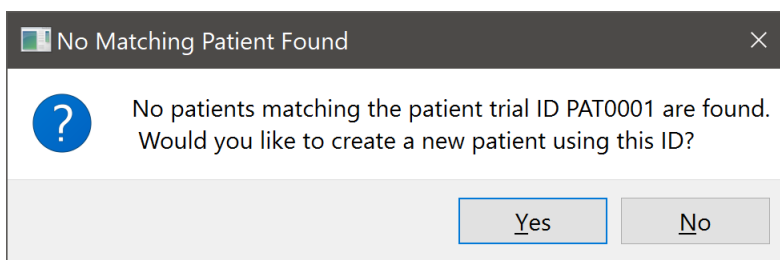 No Matching Patient Found
?
No patients matching the patient trial ID PAT0001 are found.
Would you like to create a new patient using this ID?
Yes
No